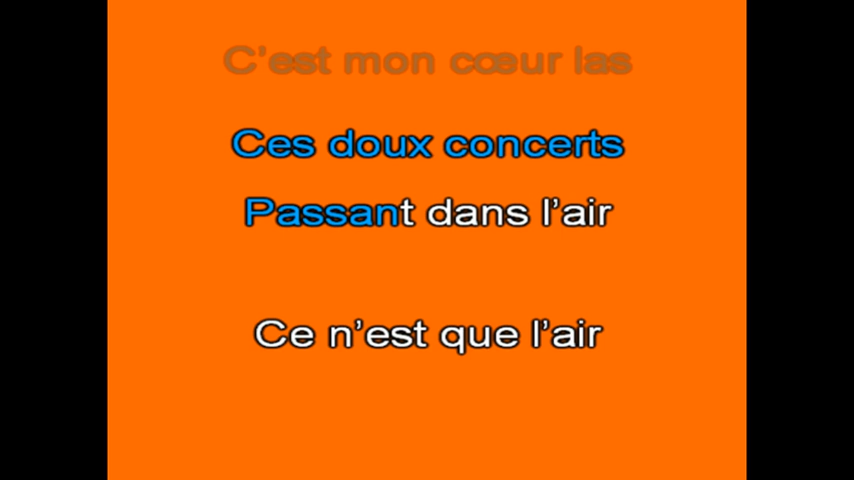 C’est mon cœur las
Ces doux concerts
Passant dans l’air
Ce n’est que l’air